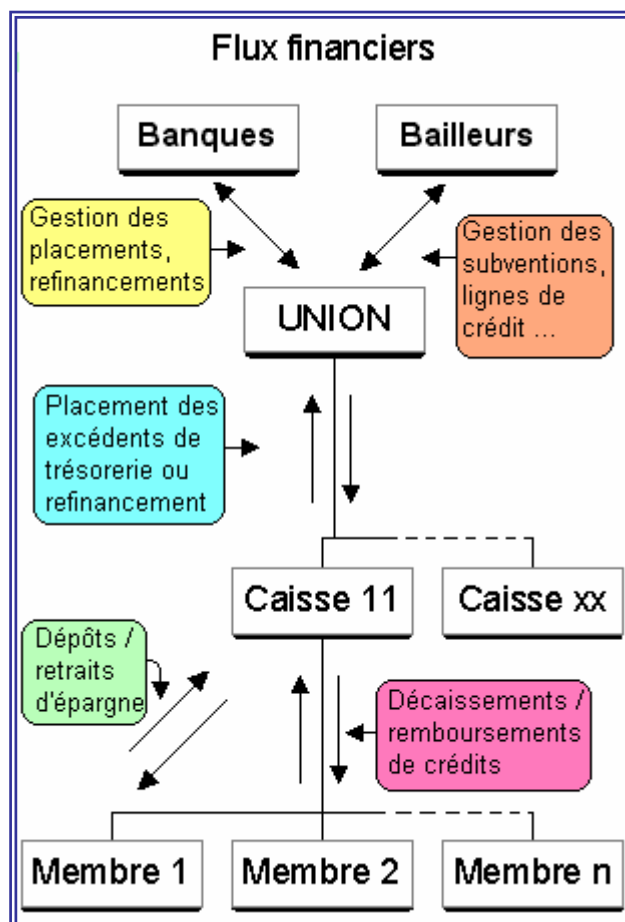 Flux financiers
Banques
Bailleurs
Gestion des
placements,
refinancements
Gestion des
subventions,
lignes de
crédit ...
UNION
Placement des
excédents de
trésorerie ou
refinancement
Caisse 11
Caisse xx
Dépôts /
retraits
d'épargne
Décaissements /
remboursements
de crédits
Membre 1
Membre 2
Membre n